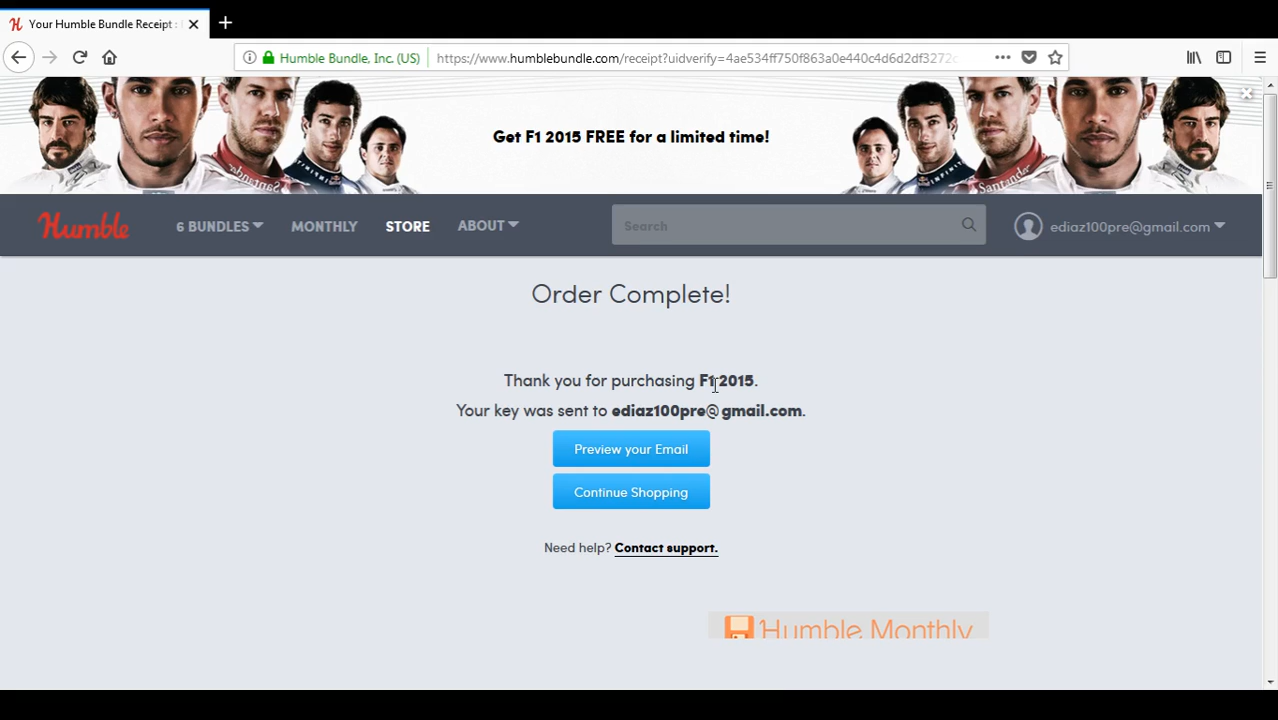 Your Humble Bundle Receipt :
Humble Bundle, Inc. (US)
https://www.humblebundle.com/receipt?uidverify=4ae534ff750f863a0e440c4d6d2df3272c
Get F1 2015 FREE for a limited time!
Humble
6 BUNDLES
MONTHLY
STORE
ABOUT
Search
ediaz100pre@gmail.com
Order Complete!
Thank you for purchasing F1 2015.
Your key was sent to ediaz100pre@gmail.com.
Preview your Email
Continue Shopping
Need help? Contact support.
Humble Monthly